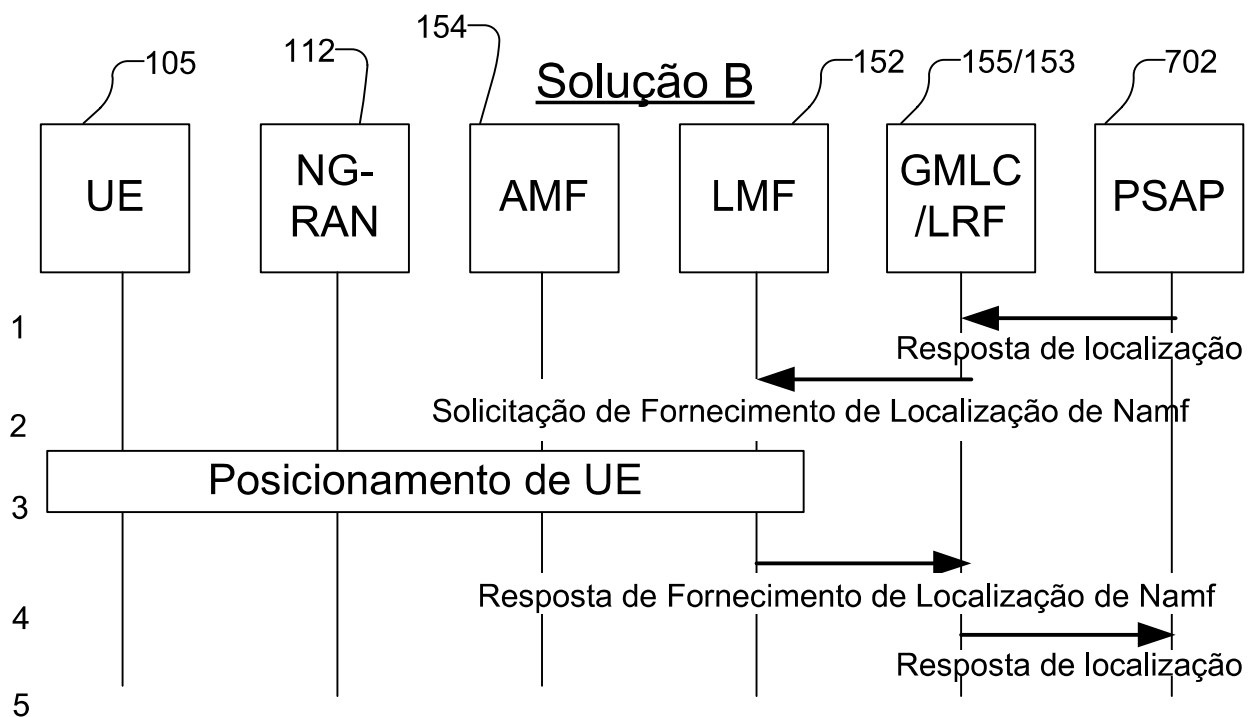 154
112
105
152
155/153
702
Solução B
UE
NG-
RAN
AMF
LMF
GMLC
/LRF
PSAP
1
Resposta de localização
Solicitação de Fornecimento de Localização de Namf
2
Posicionamento de UE
3
Resposta de Fornecimento de Localização de Namf
4
Resposta de localização
5